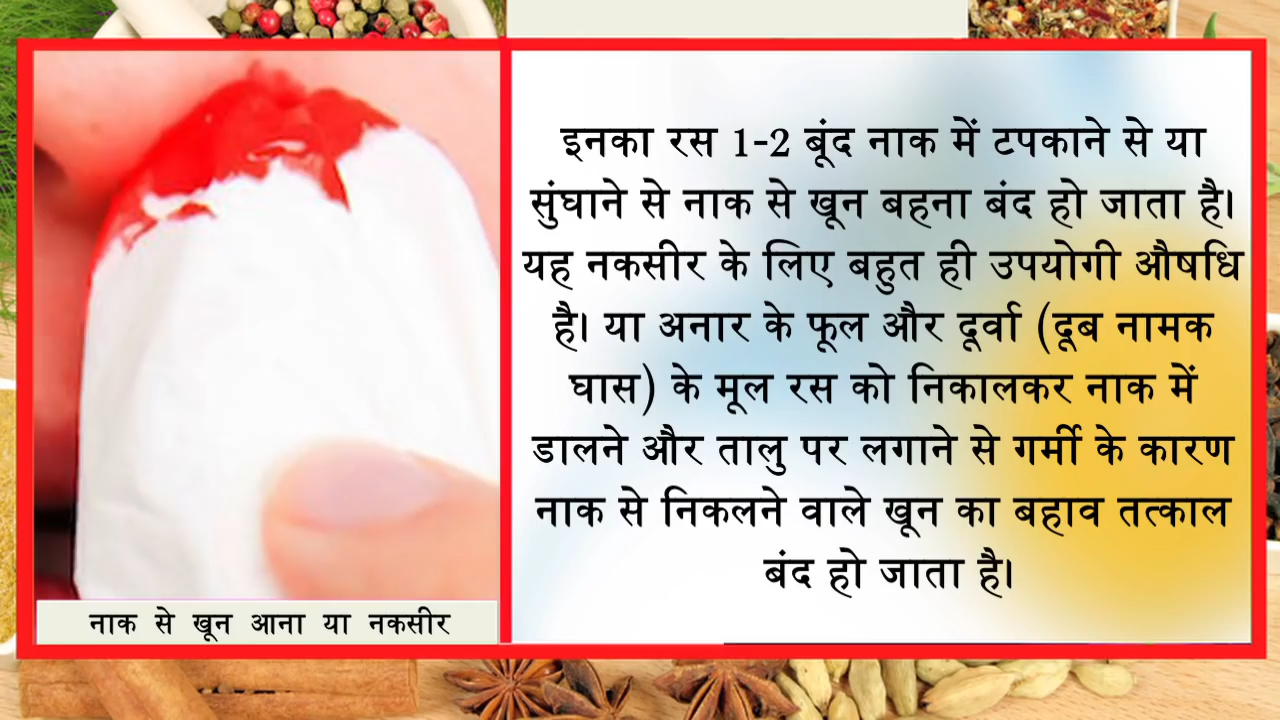 इनका रस 1-2 बूंद नाक में टपकाने से या
सुंघाने से नाक से खून बहना बंद हो जाता है।
यह नकसीर के लिए बहुत ही उपयोगी औषधि
है। या अनार के फूल और दूर्वा (दूब नामक
घास) के मूल रस को निकालकर नाक में
डालने और तालु पर लगाने से गर्मी के कारण
नाक से निकलने वाले खून का बहाव तत्काल
बंद हो जाता है।
नाक से खून आना या नकसीर